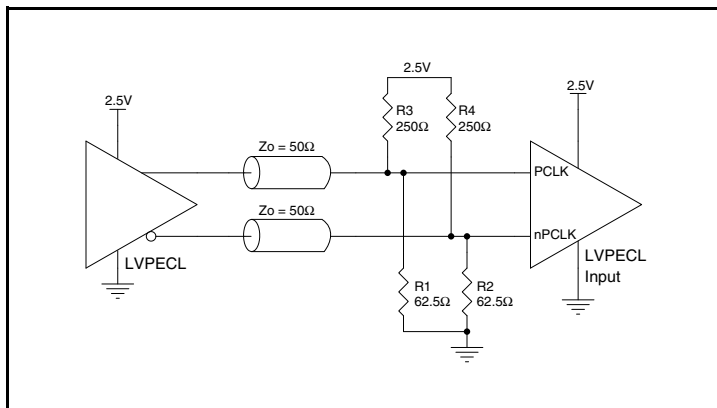 2.5V
2.5V
2.5V
R3
250Ω
R4
250Ω
Zo = 50Ω
PCLK
Zo = 50Ω
nPCLK
LVPECL
LVPECL
Input
R1
62.5Ω
R2
62.5Ω